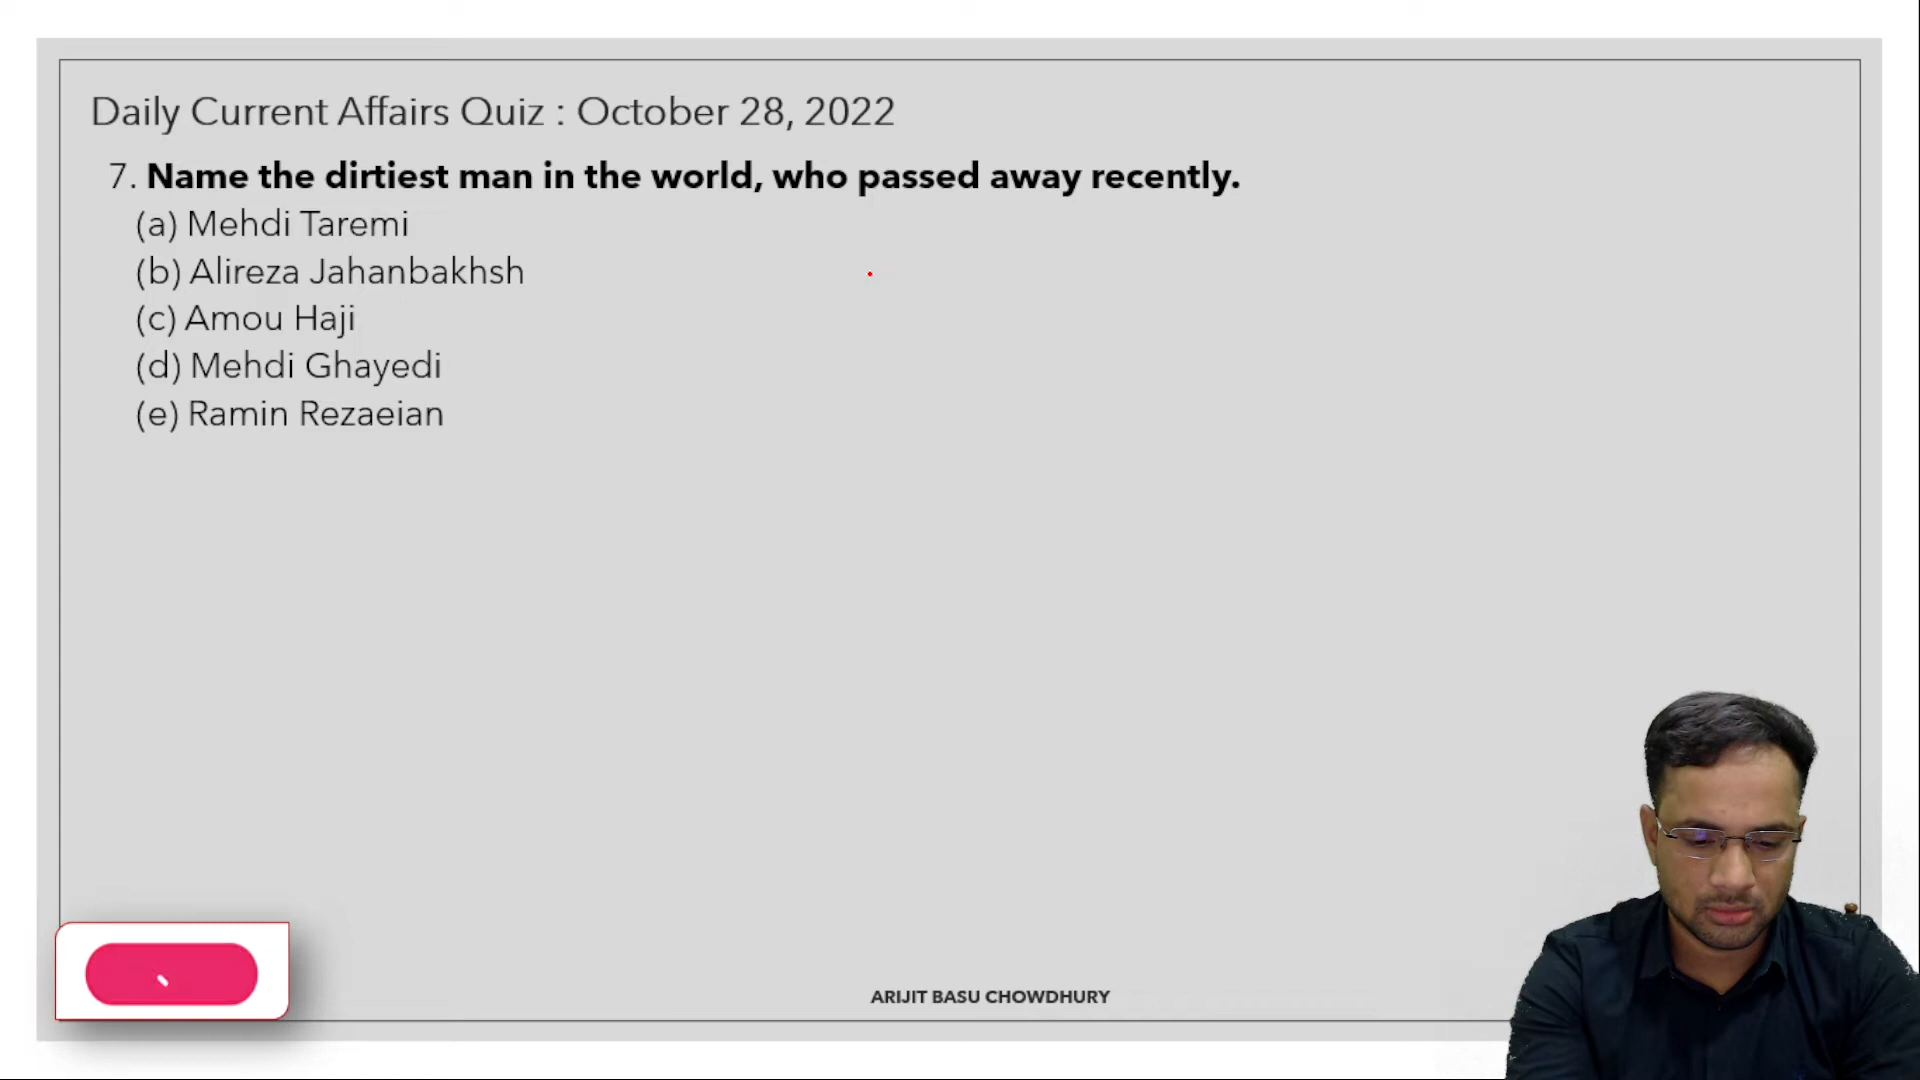 Daily Current Affairs Quiz : October 28, 2022
7. Name the dirtiest man in the world, who passed away recently.
(a) Mehdi Taremi
(b) Alireza Jahanbakhsh
(c) Amou Haji
(d) Mehdi Ghayedi
(e) Ramin Rezaeian
ARIJIT BASU CHOWDHURY